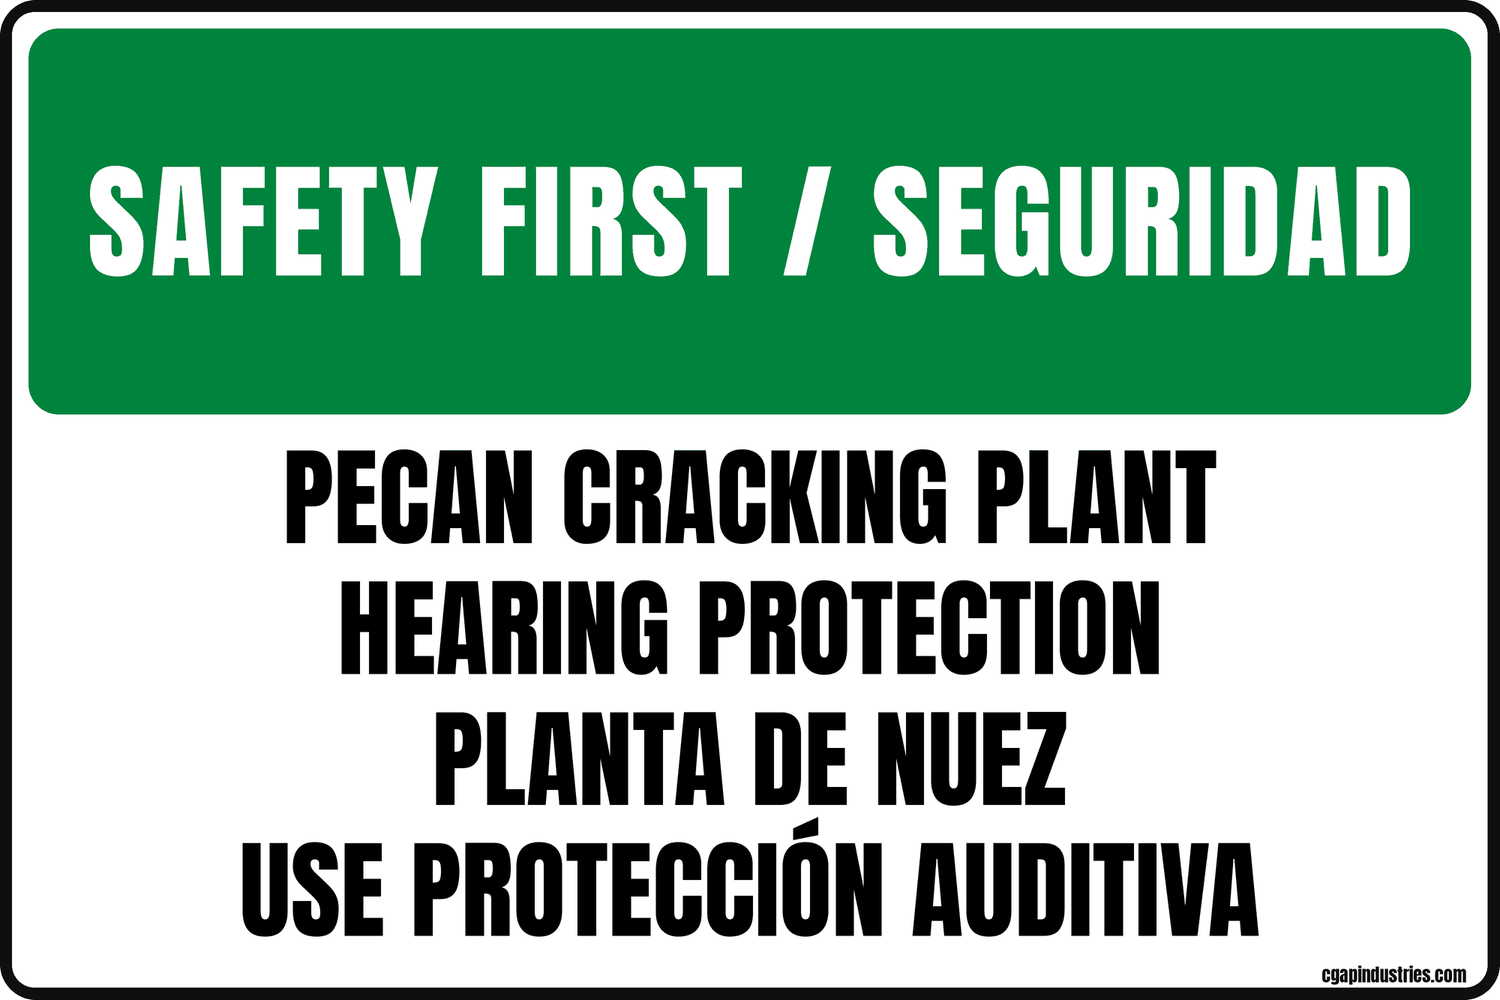 SAFETY FIRST / SEGURIDAD
PECAN CRACKING PLANT
HEARING PROTECTION
PLANTA DE NUEZ
USE PROTECCIÓN AUDITIVA
cgapindustries.com